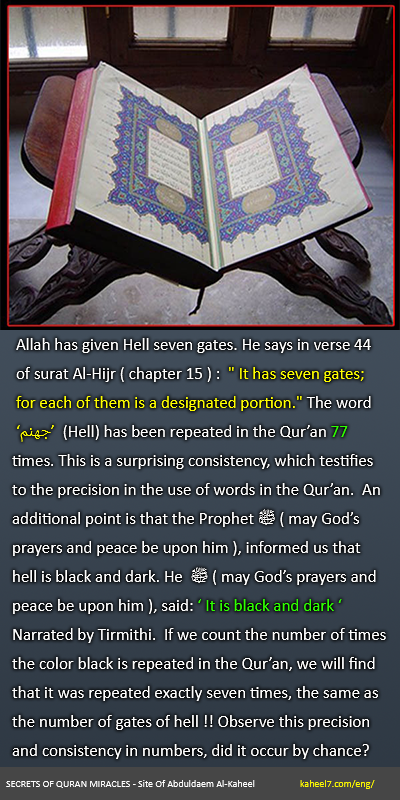 Allah has given Hell seven gates. He says in verse 44
of surat Al-Hijr ( chapter 15 ) : " It has seven gates;
for each of them is a designated portion." The word
‘جهنم’ (Hell) has been repeated in the Qur’an 77
times. This is a surprising consistency, which testifies
to the precision in the use of words in the Qur’an. An
additional point is that the Prophet ﷺ ( may God’s
prayers and peace be upon him ), informed us that
hell is black and dark. He ﷺ ( may God’s prayers and
peace be upon him ), said: ‘ It is black and dark ‘
Narrated by Tirmithi. If we count the number of times
the color black is repeated in the Qur’an, we will find
that it was repeated exactly seven times, the same as
the number of gates of hell !! Observe this precision
and consistency in numbers, did it occur by chance?
SECRETS OF QURAN MIRACLES - Site Of Abduldaem Al-Kaheel kaheel7.com/eng/